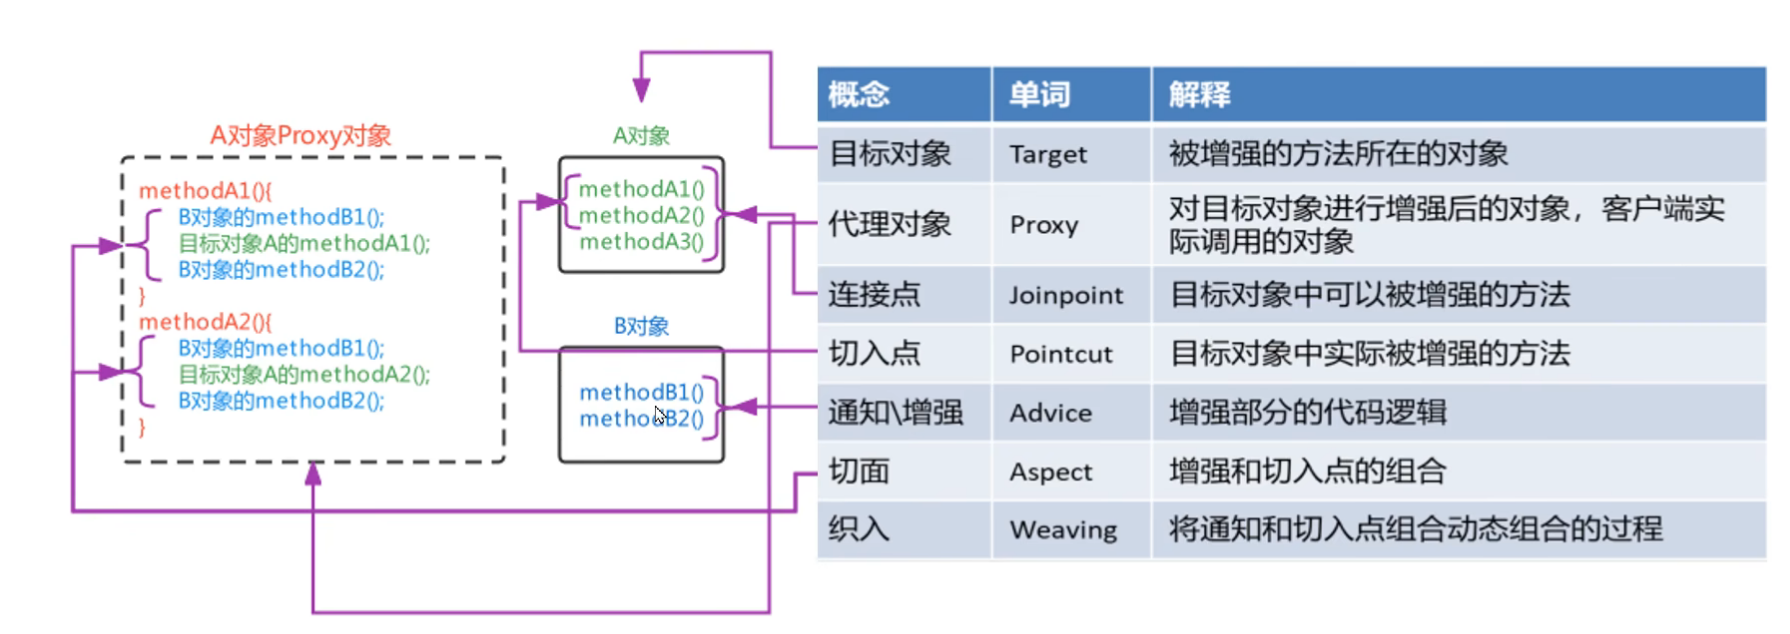 A对象Proxy对象
methodA1(){
B对象的methodB1();
目标对象A的methodA1();
B对象的methodB2();
}
methodA2(){
B对象的methodB1();
目标对象A的methodA2();
B对象的methodB2();
}
A对象
methodA1()
methodA2()
methodA3()
B对象
methodB1()
methodB2()
概念 单词 解释
目标对象 Target 被增强的方法所在的对象
代理对象 Proxy 对目标对象进行增强后的对象，客户端实
际调用的对象
连接点 Joinpoint 目标对象中可以被增强的方法
切入点 Pointcut 目标对象中实际被增强的方法
通知\增强 Advice 增强部分的代码逻辑
切面 Aspect 增强和切入点的组合
织入 Weaving 将通知和切入点组合动态组合的过程